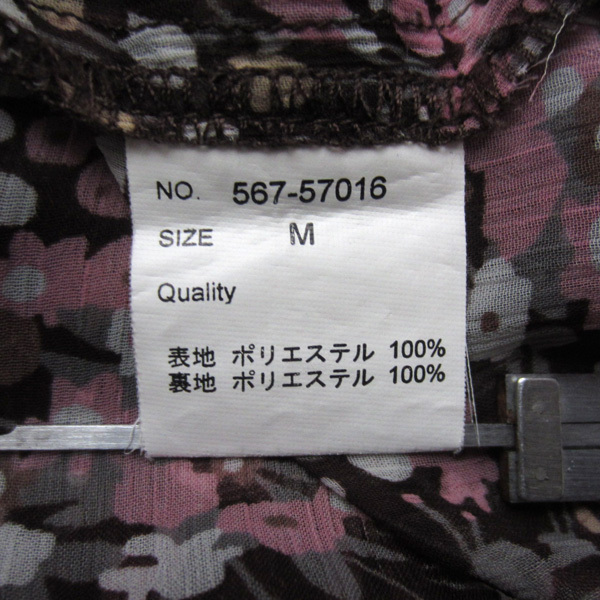 NO. 567-57016
SIZE M
Quality
表地 ポリエステル 100%
裏地 ポリエステル 100%